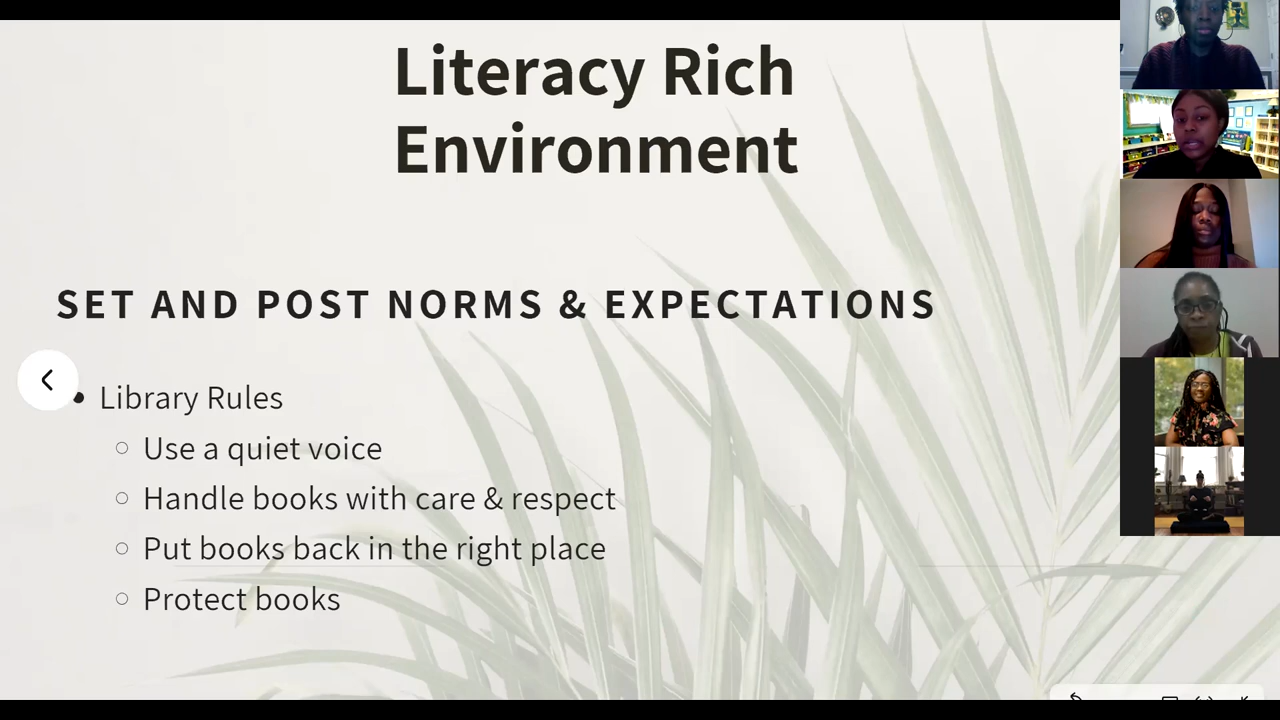 Literacy Rich
Environment
SET AND POST NORMS & EXPECTATIONS
Library Rules
Use a quiet voice
Handle books with care & respect
Put books back in the right place
Protect books